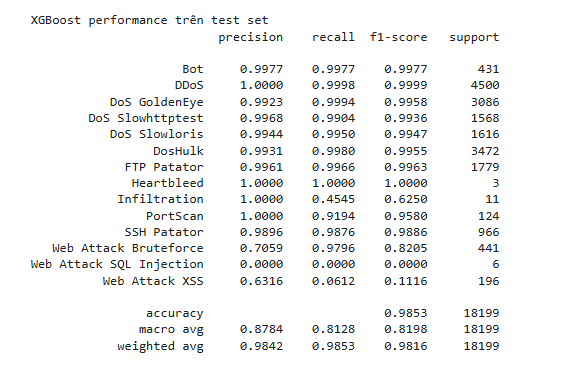 XGBoost performance trên test set
precision recall f1-score support
Bot 0.9977 0.9977 0.9977 431
DDoS 1.0000 0.9998 0.9999 4500
DoS GoldenEye 0.9923 0.9994 0.9958 3086
DoS Slowhttptest 0.9968 0.9904 0.9936 1568
DoS Slowloris 0.9944 0.9950 0.9947 1616
DosHulk 0.9931 0.9980 0.9955 3472
FTP Patator 0.9961 0.9966 0.9963 1779
Heartbleed 1.0000 1.0000 1.0000 3
Infiltration 1.0000 0.4545 0.6250 11
PortScan 1.0000 0.9194 0.9580 124
SSH Patator 0.9896 0.9876 0.9886 966
Web Attack Bruteforce 0.7059 0.9796 0.8205 441
Web Attack SQL Injection 0.0000 0.0000 0.0000 6
Web Attack XSS 0.6316 0.0612 0.1116 196
accuracy 0.9853 18199
macro avg 0.8784 0.8128 0.8198 18199
weighted avg 0.9842 0.9853 0.9816 18199